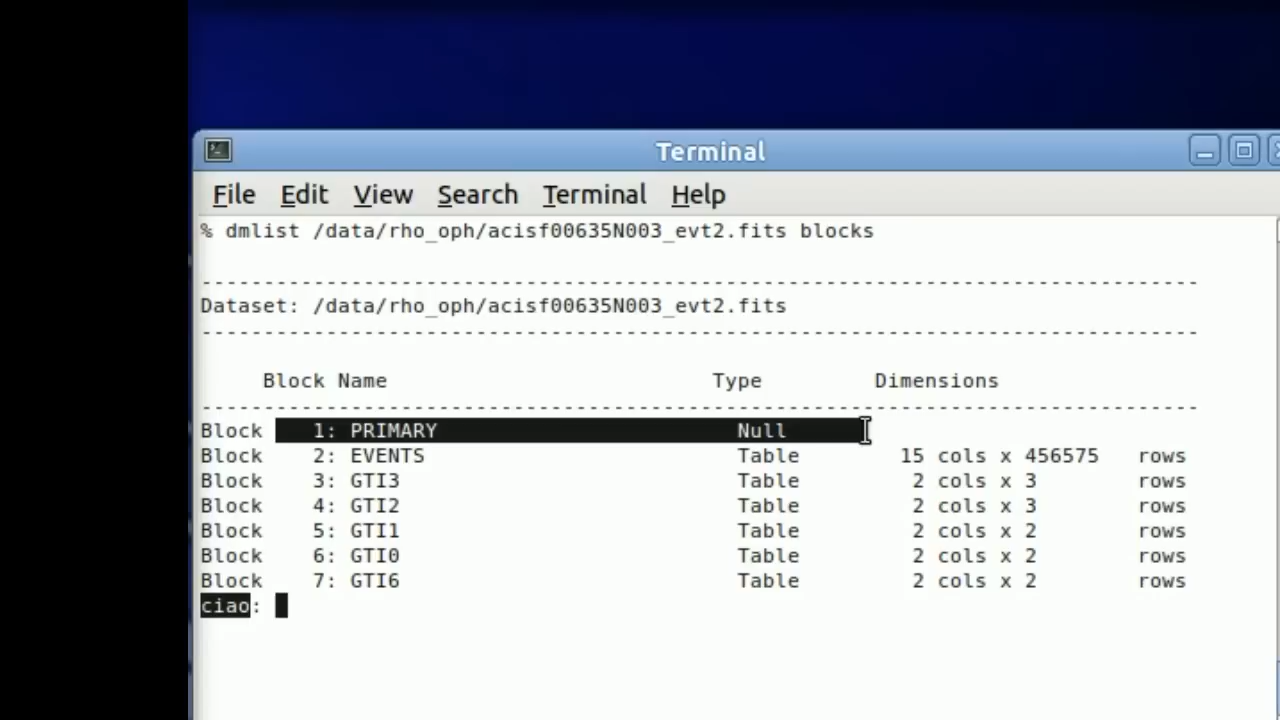 Terminal
File Edit View Search Terminal Help
% dmlist /data/rho_oph/acisf00635N003_evt2.fits blocks
--------------------------------------------------------------------------------
Dataset: /data/rho_oph/acisf00635N003_evt2.fits
--------------------------------------------------------------------------------
Block Name Type Dimensions
--------------------------------------------------------------------------------
Block 1: PRIMARY Null
Block 2: EVENTS Table 15 cols x 456575 rows
Block 3: GTI3 Table 2 cols x 3 rows
Block 4: GTI2 Table 2 cols x 3 rows
Block 5: GTI1 Table 2 cols x 2 rows
Block 6: GTI0 Table 2 cols x 2 rows
Block 7: GTI6 Table 2 cols x 2 rows
ciao: